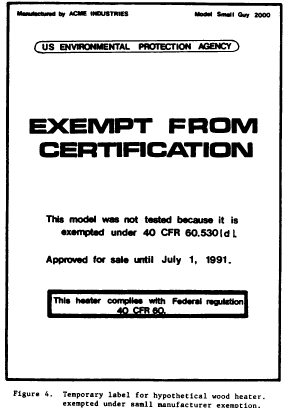 Manufactured by ACME INDUSTRIES Model Small Guy 2000
US ENVIRONMENTAL PROTECTION AGENCY
EXEMPT FROM
CERTIFICATION
This model was not tested because it is
exempted under 40 CFR 60.530(d).
Approved for sale until July 1, 1991.
This heater complies with Federal regulation
40 CFR 60.
Figure 4. Temporary label for hypothetical wood heater.
exempted under samll manufacturer exemption.